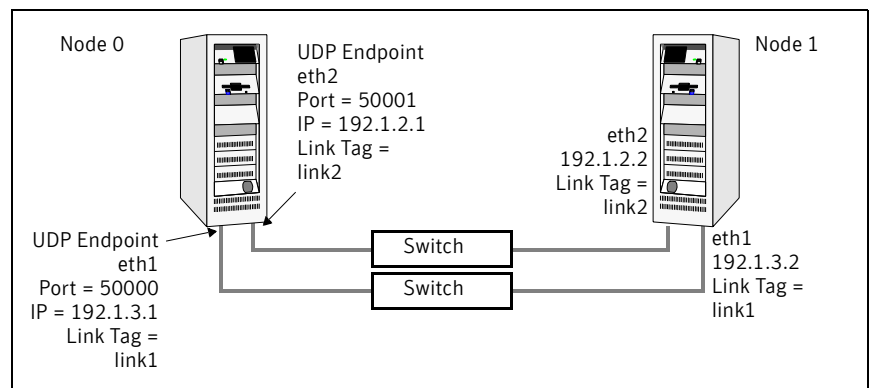 Node 0
UDP Endpoint
eth2
Port = 50001
IP = 192.1.2.1
Link Tag =
link2
Node 1
eth2
192.1.2.2
Link Tag =
link2
UDP Endpoint
eth1
Port = 50000
IP = 192.1.3.1
Link Tag =
link1
Switch
Switch
eth1
192.1.3.2
Link Tag =
link1